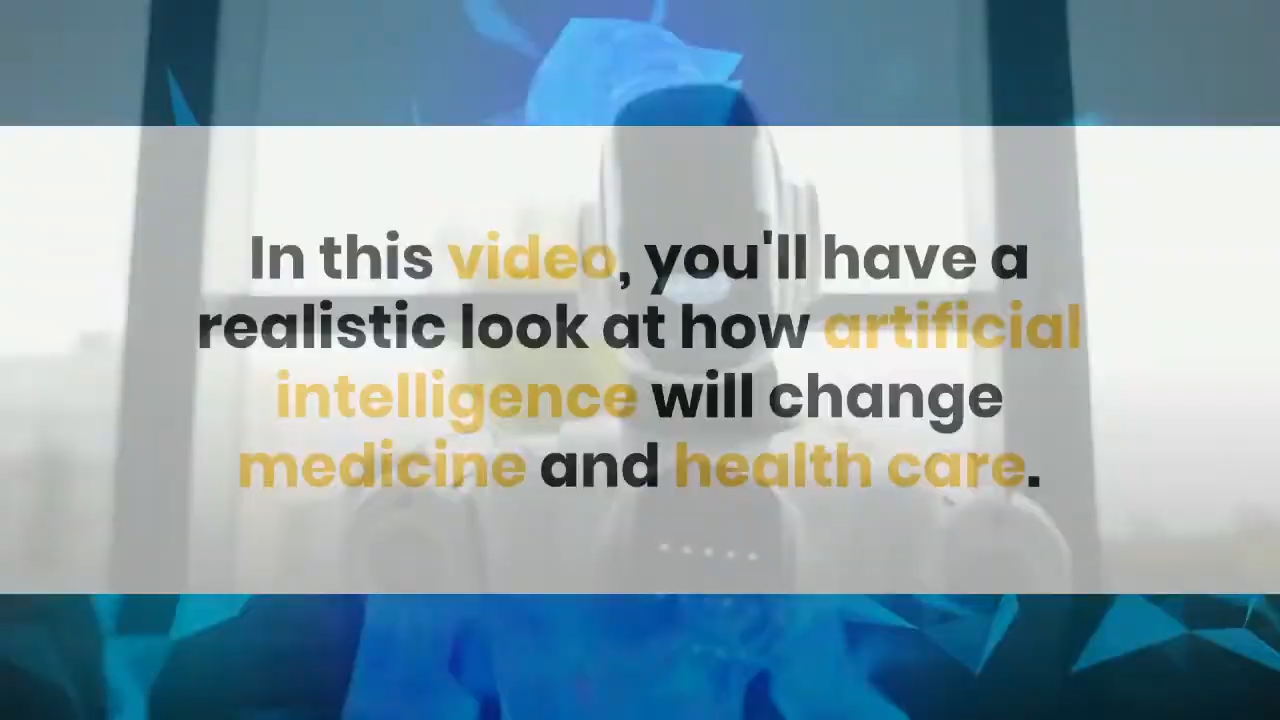 In this video, you'll have a
realistic look at how artificial
intelligence will change
medicine and health care.